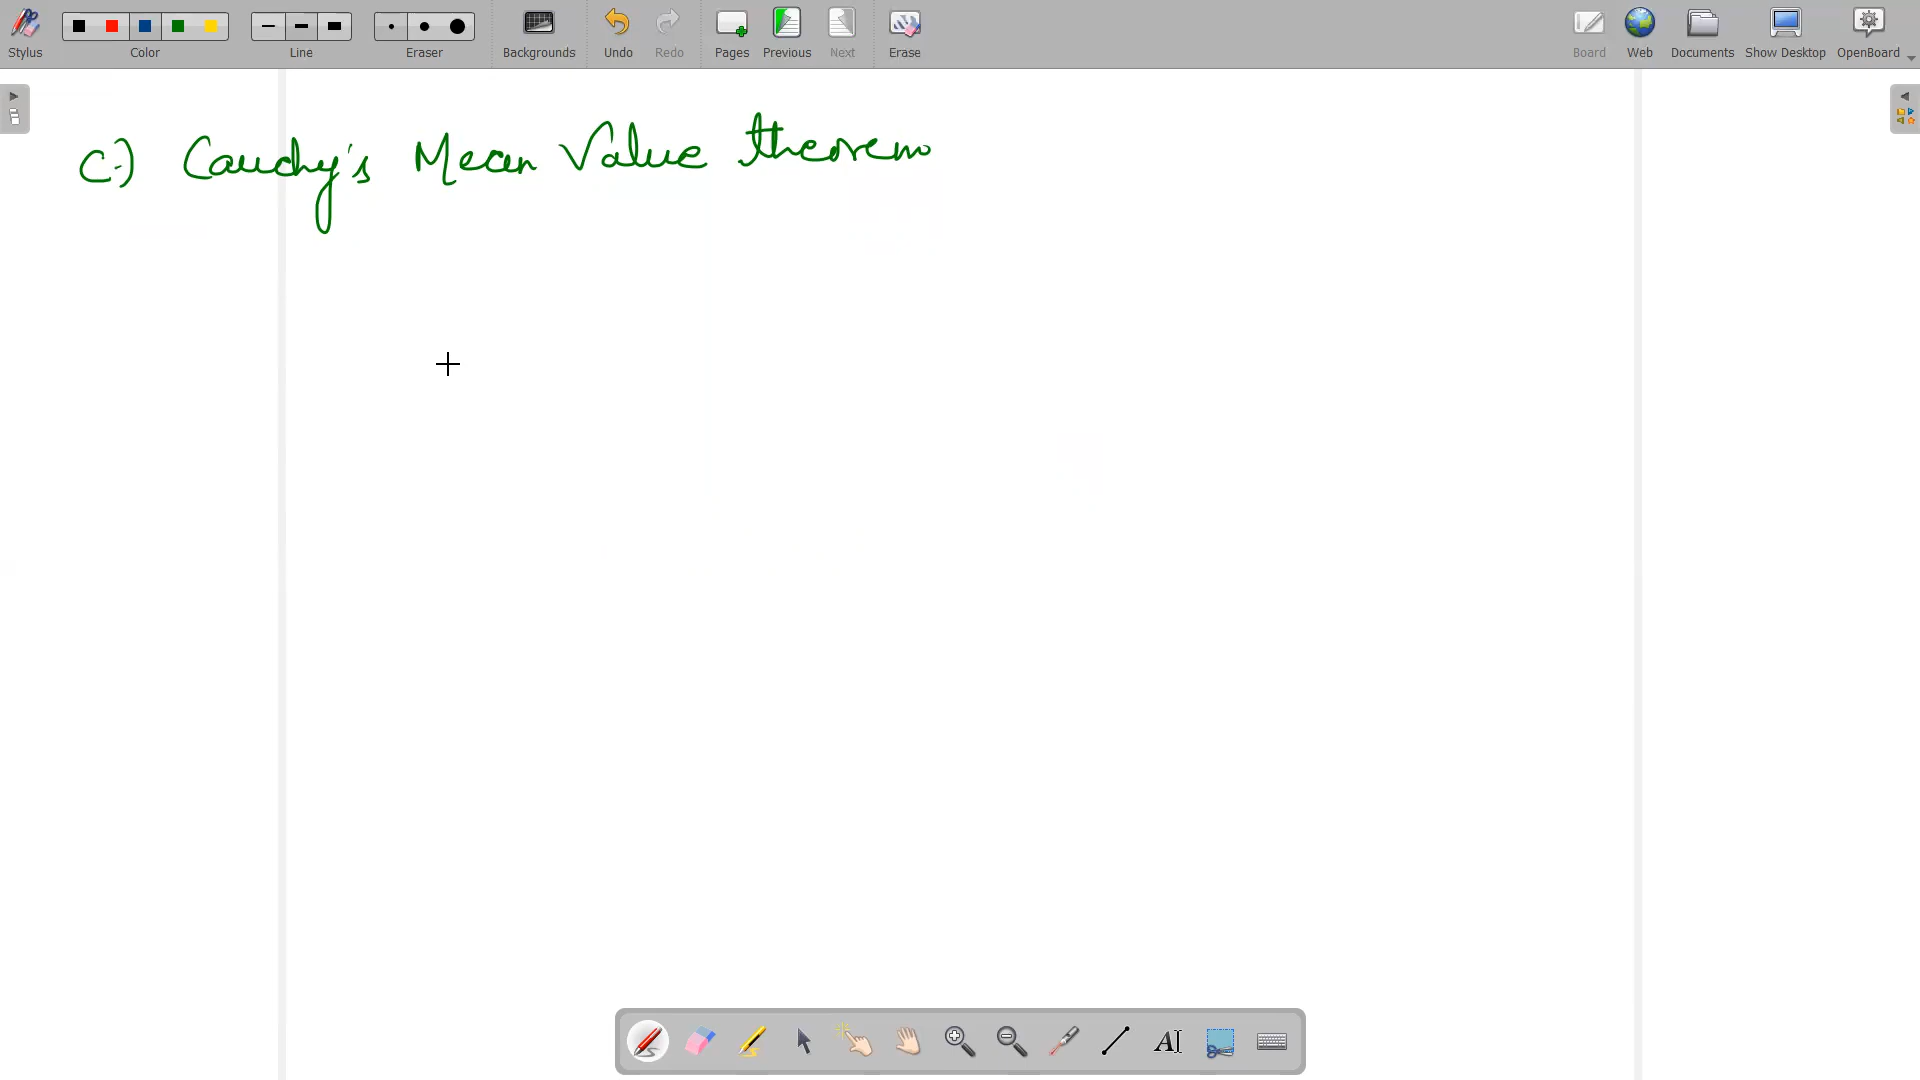 Stylus Color Line Eraser Backgrounds Undo Redo Pages Previous Next Erase Board Web Documents Show Desktop OpenBoard
C:) Cauchy's Mean Value theorem
AI